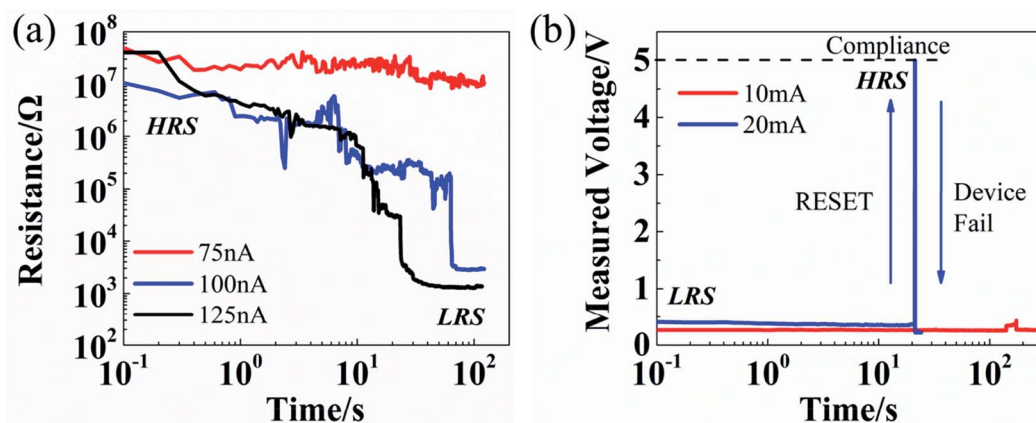 (a)
Resistance/Ω
10⁸
10⁷
10⁶
10⁵
10⁴
10³
10²
HRS
75nA
100nA
125nA
LRS
10⁻¹ 10⁰ 10¹ 10²
Time/s
(b)
Measured Voltage/V
5
4
3
2
1
0
Compliance
HRS
10mA
20mA
RESET
Device
Fail
LRS
10⁻¹ 10⁰ 10¹ 10²
Time/s